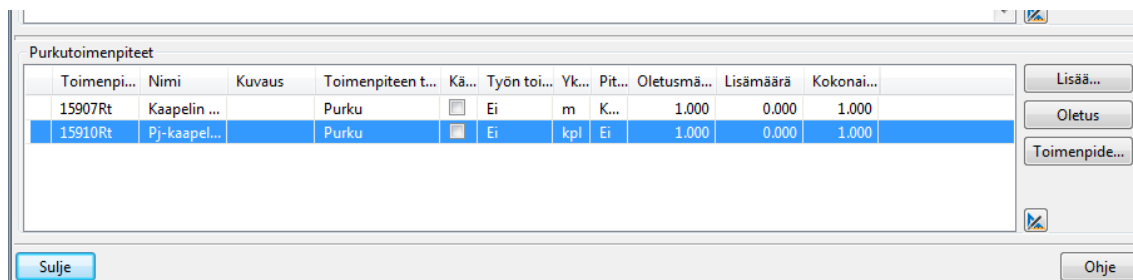 Purkutoimenpiteet
Toimenpi... Nimi Kuvaus Toimenpiteen t... Kä... Työn toi... Yk... Pit... Oletusmä... Lisämäärä Kokonai...
15907Rt Kaapelin ... Purku Ei m K... 1.000 0.000 1.000
15910Rt Pj-kaapel... Purku Ei kpl Ei 1.000 0.000 1.000
Lisää...
Oletus
Toimenpide...
Sulje
Ohje